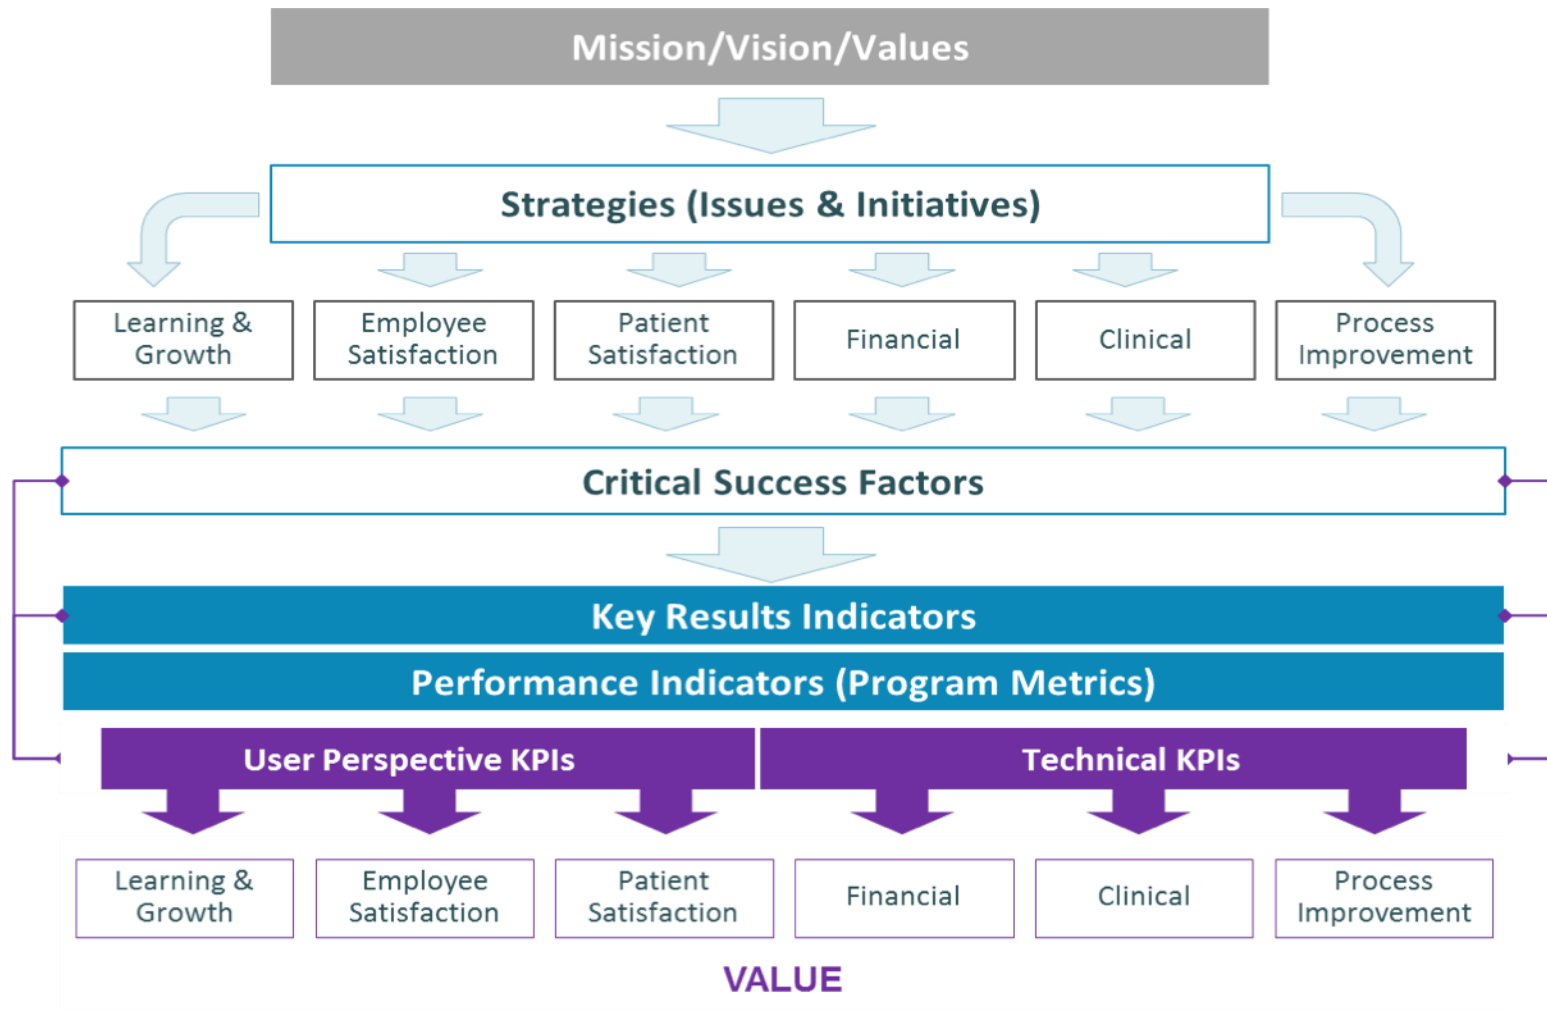 Mission/Vision/Values
Strategies (Issues & Initiatives)
Learning &
Growth
Employee
Satisfaction
Patient
Satisfaction
Financial
Clinical
Process
Improvement
Critical Success Factors
Key Results Indicators
Performance Indicators (Program Metrics)
User Perspective KPIs
Technical KPIs
Learning &
Growth
Employee
Satisfaction
Patient
Satisfaction
Financial
Clinical
Process
Improvement
VALUE